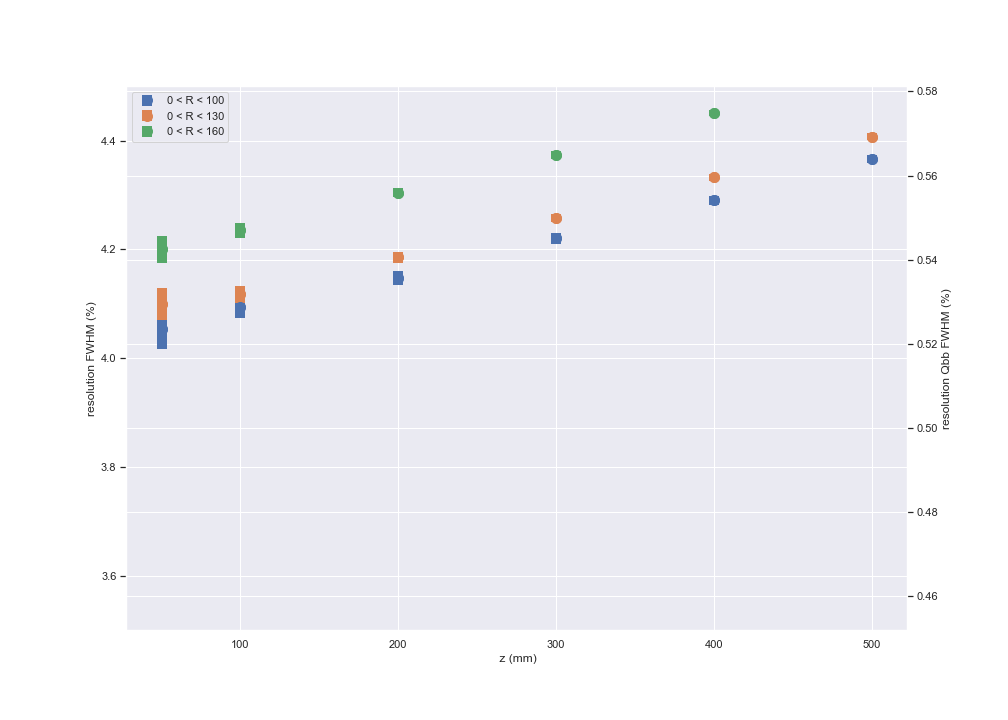 0 < R < 100
0 < R < 130
0 < R < 160
4.4
4.2
4.0
3.8
3.6
resolution FWHM (%)
0.58
0.56
0.54
0.52
0.50
0.48
0.46
resolution Qbb FWHM (%)
100
200
300
400
500
z (mm)